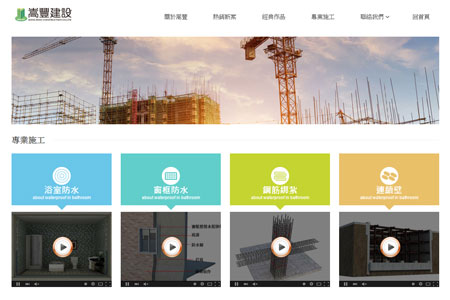 嵩豐建設
關於嵩豐
熱銷新案
經典作品
專業施工
聯絡我們
回首頁
專業施工
浴室防水
about waterproof in bathroom
窗框防水
about waterproof in bathroom
鋼筋綁紮
about waterproof in bathroom
連續壁
about waterproof in bathroom